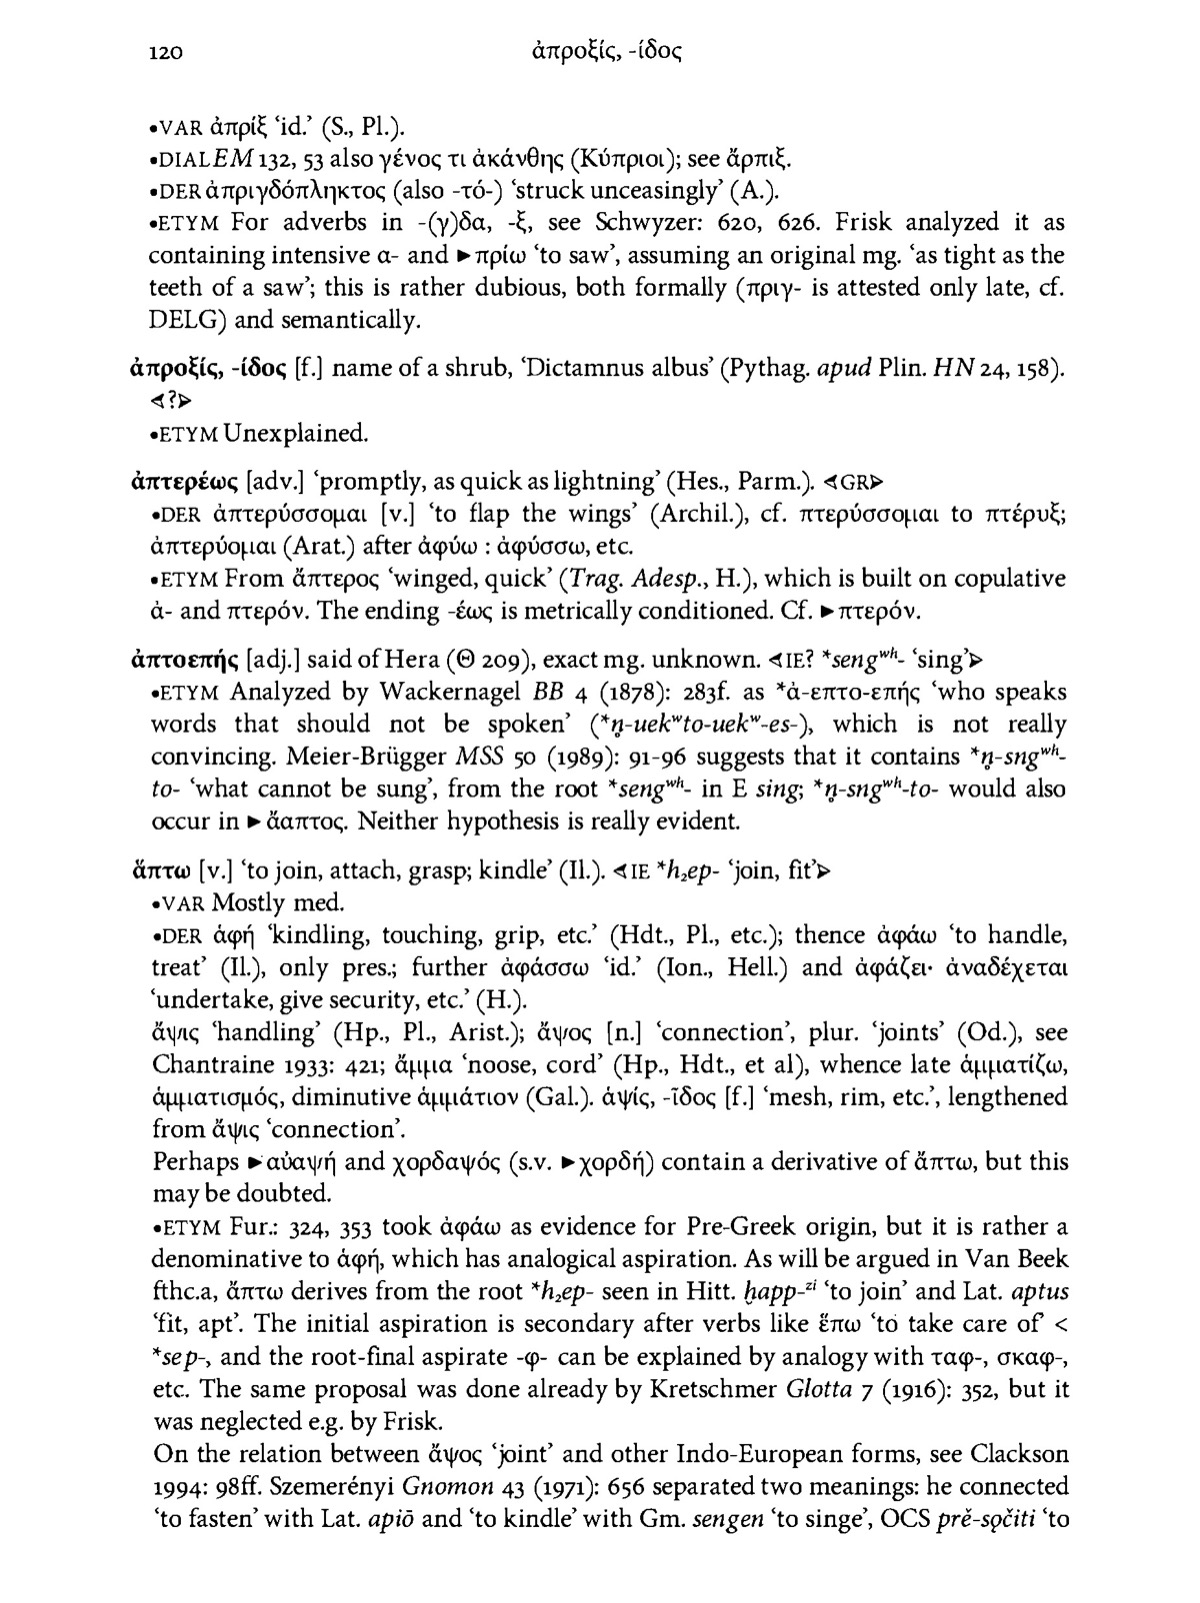 120
ἀπροξίς, -ίδος
•VAR ἀπρίξ ‘id.’ (S., Pl.).
•DIAL EM 132, 53 also γένος τι ἀκάνθης (Κύπριοι); see ἄρπιξ.
•DER ἀπριγδόπληκτος (also -τό-) ‘struck unceasingly’ (A.).
•ETYM For adverbs in -(γ)δα, -ξ, see Schwyzer: 620, 626. Frisk analyzed it as
containing intensive α- and ►πρίω ‘to saw’, assuming an original mg. ‘as tight as the
teeth of a saw’; this is rather dubious, both formally (πριγ- is attested only late, cf.
DELG) and semantically.
ἀπροξίς, -ίδος [f.] name of a shrub, ‘Dictamnus albus’ (Pythag. apud Plin. HN 24, 158).
⋖?⋗
•ETYM Unexplained.
ἀπτερέως [adv.] ‘promptly, as quick as lightning’ (Hes., Parm.). ⋖GR⋗
•DER ἀπτερύσσομαι [v.] ‘to flap the wings’ (Archil.), cf. πτερύσσομαι to πτέρυξ;
ἀπτερύομαι (Arat.) after ἀφύω : ἀφύσσω, etc.
•ETYM From ἄπτερος ‘winged, quick’ (Trag. Adesp., H.), which is built on copulative
ἀ- and πτερόν. The ending -έως is metrically conditioned. Cf. ►πτερόν.
ἀπτοεπής [adj.] said of Hera (Θ 209), exact mg. unknown. ⋖IE? *sengʷʰ- ‘sing’⋗
•ETYM Analyzed by Wackernagel BB 4 (1878): 283f. as *ἀ-επτο-επής ‘who speaks
words that should not be spoken’ (*n̥-uekʷto-uekʷ-es-), which is not really
convincing. Meier-Brügger MSS 50 (1989): 91-96 suggests that it contains *n̥-sngʷʰ-
to- ‘what cannot be sung’, from the root *sengʷʰ- in E sing; *n̥-sngʷʰ-to- would also
occur in ► ἄαπτος. Neither hypothesis is really evident.
ἅπτω [v.] ‘to join, attach, grasp; kindle’ (Il.). ⋖IE *h₂ep- ‘join, fit’⋗
•VAR Mostly med.
•DER ἁφή ‘kindling, touching, grip, etc.’ (Hdt., Pl., etc.); thence ἀφάω ‘to handle,
treat’ (Il.), only pres.; further ἀφάσσω ‘id.’ (Ion., Hell.) and ἀφάζει· ἀναδέχεται
‘undertake, give security, etc.’ (H.).
ἅψις ‘handling’ (Hp., Pl., Arist.); ἅψος [n.] ‘connection’, plur. ‘joints’ (Od.), see
Chantraine 1933: 421; ἅμμα ‘noose, cord’ (Hp., Hdt., et al), whence late ἁμματίζω,
ἁμματισμός, diminutive ἁμμάτιον (Gal.). ἁψίς, -ῖδος [f.] ‘mesh, rim, etc.’, lengthened
from ἅψις ‘connection’.
Perhaps ►αὐαψή and χορδαψός (s.v. ►χορδή) contain a derivative of ἅπτω, but this
may be doubted.
•ETYM Fur.: 324, 353 took ἀφάω as evidence for Pre-Greek origin, but it is rather a
denominative to ἁφή, which has analogical aspiration. As will be argued in Van Beek
fthc.a, ἅπτω derives from the root *h₂ep- seen in Hitt. ḫapp-ᶻⁱ ‘to join’ and Lat. aptus
‘fit, apt’. The initial aspiration is secondary after verbs like ἕπω ‘to take care of’ <
*sep-, and the root-final aspirate -φ- can be explained by analogy with ταφ-, σκαφ-,
etc. The same proposal was done already by Kretschmer Glotta 7 (1916): 352, but it
was neglected e.g. by Frisk.
On the relation between ἅψος ‘joint’ and other Indo-European forms, see Clackson
1994: 98ff. Szemerényi Gnomon 43 (1971): 656 separated two meanings: he connected
‘to fasten’ with Lat. apiō and ‘to kindle’ with Gm. sengen ‘to singe’, OCS prě-sǫčiti ‘to